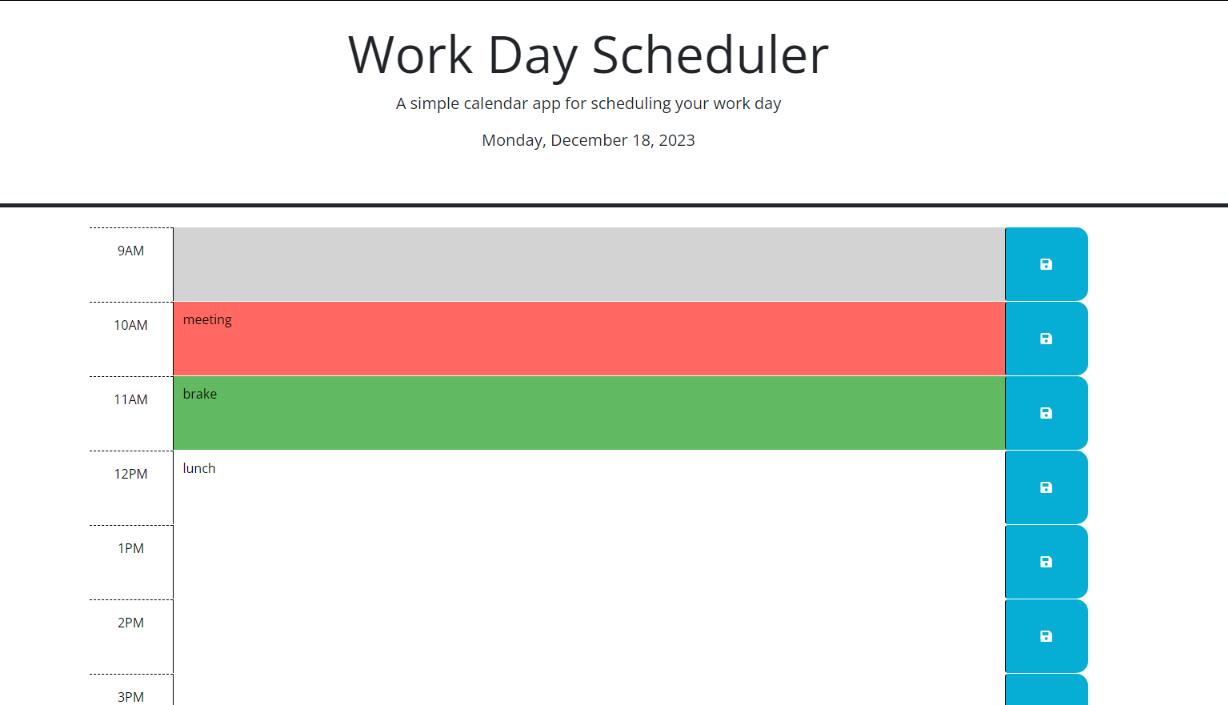 Work Day Scheduler
A simple calendar app for scheduling your work day
Monday, December 18, 2023
9AM
10AM meeting
11AM brake
12PM lunch
1PM
2PM
3PM